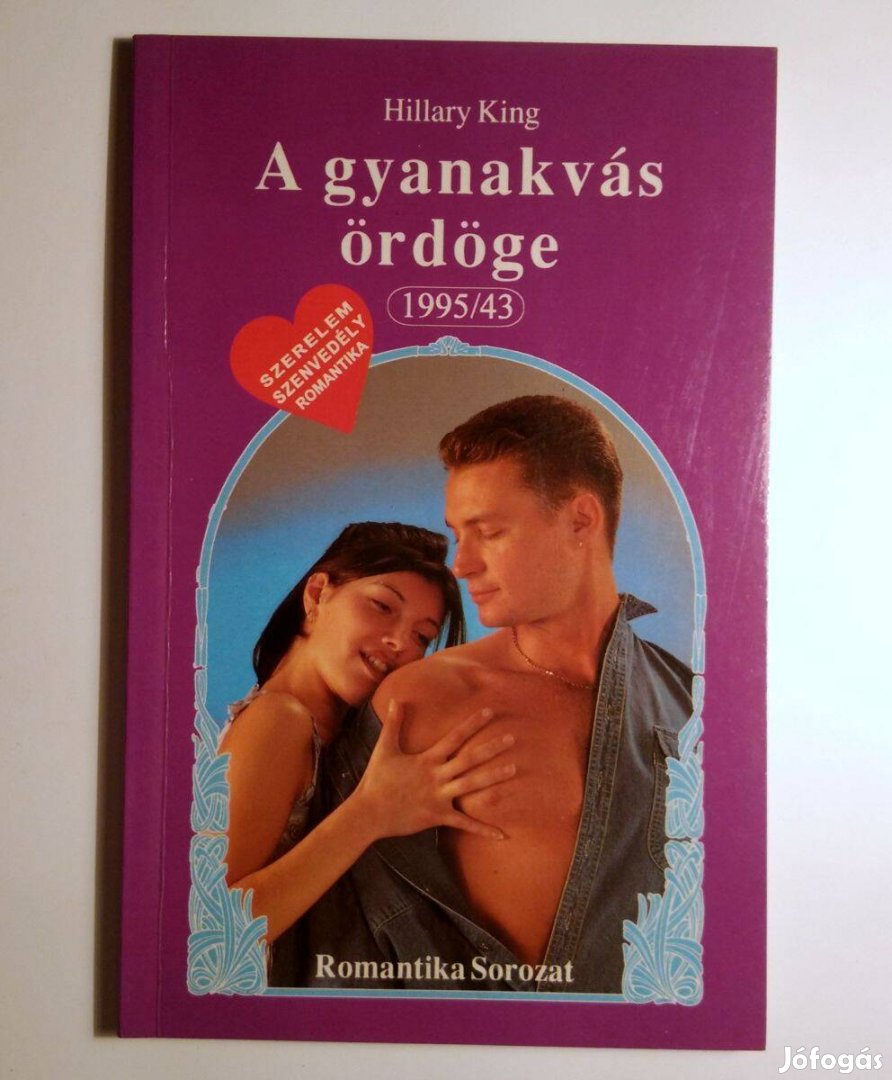 Hillary King
A gyanakvás
ördöge
1995/43
SZERELEM
SZENVEDÉLY
ROMANTIKA
Romantika Sorozat
Jófogás